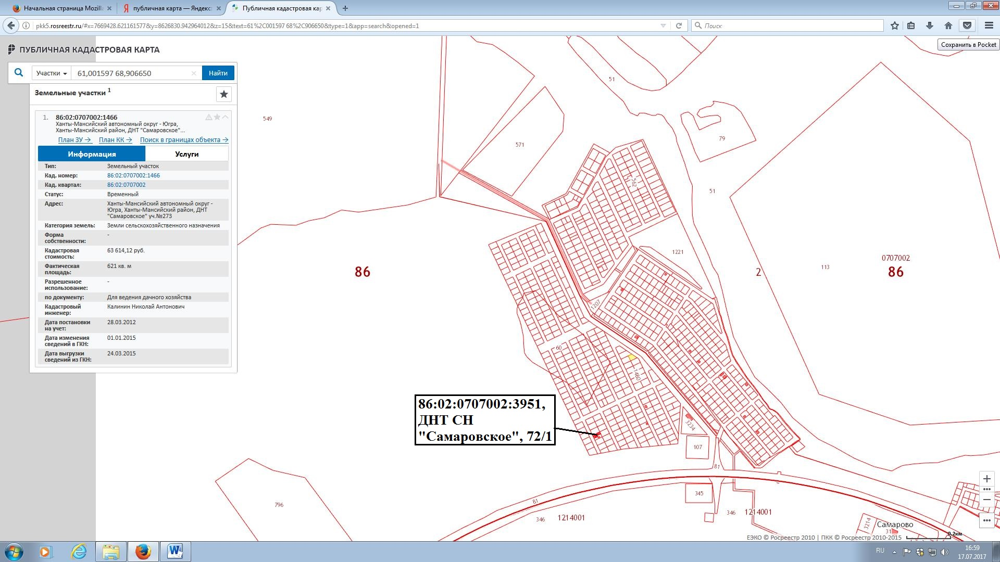 Начальная страница Mozilla
публичная карта — Яндекс:
Публичная кадастровая кар
pkk5.rosreestr.ru/#x=7669428.621161577&y=8626830.942964012&z=15&text=61%2C001597 68%2C906650&type=1&app=search&opened=1
Поиск
Сохранить в Pocket
ПУБЛИЧНАЯ КАДАСТРОВАЯ КАРТА
Участки
61,001597 68,906650
Найти
Земельные участки 1
1. 86:02:0707002:1466
Ханты-Мансийский автономный округ - Югра,
Ханты-Мансийский район, ДНТ "Самаровское"...
План ЗУ → План КК → Поиск в границах объекта →
Информация Услуги
Тип: Земельный участок
Кад. номер: 86:02:0707002:1466
Кад. квартал: 86:02:0707002
Статус: Временный
Адрес: Ханты-Мансийский автономный округ -
Югра, Ханты-Мансийский район, ДНТ
"Самаровское" уч.№273
Категория земель: Земли сельскохозяйственного назначения
Форма -
собственности:
Кадастровая 63 614,12 руб.
стоимость:
Фактическая 621 кв. м
площадь:
Разрешенное -
использование:
по документу: Для ведения дачного хозяйства
Кадастровый Калинин Николай Антонович
инженер:
Дата постановки 28.03.2012
на учет:
Дата изменения 01.01.2015
сведений в ГКН:
Дата выгрузки 24.03.2015
сведений из ГКН:
51
549
79
571
562
51
1221
0707002
86
2
113
86
1207
60
1480
86:02:0707002:3951,
ДНТ СН
"Самаровское", 72/1
3234
107
81
345
81
796
346
1214001
346
1214001
3214
Самарово
31
0.2км
ЕЭКО © Росреестр 2010 | ПКК © Росреестр 2010-2015
RU
16:59
17.07.2017